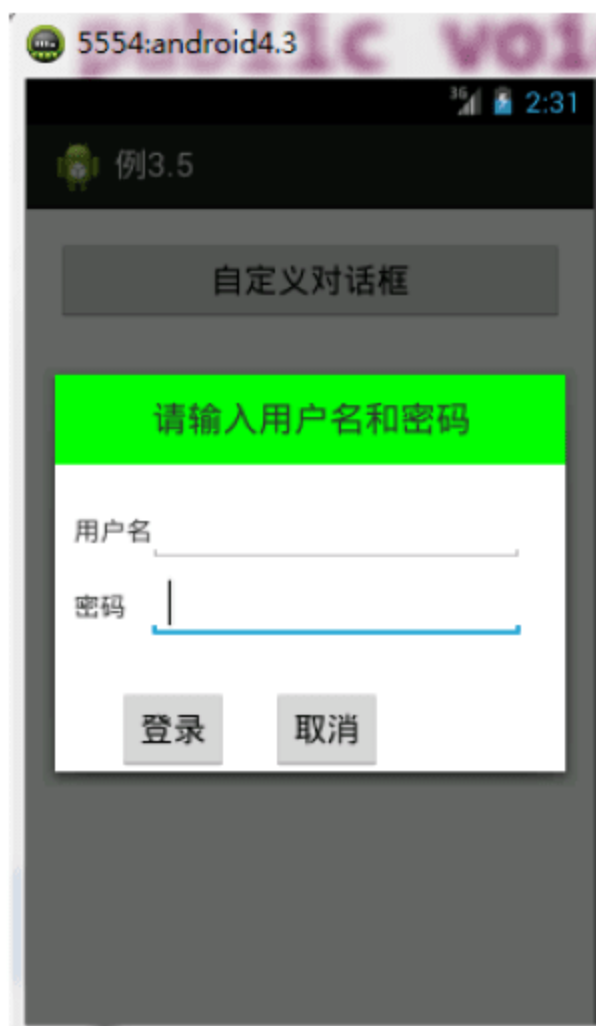 public voi
5554:android4.3
3G 2:31
例3.5
自定义对话框
请输入用户名和密码
用户名
密码
登录 取消